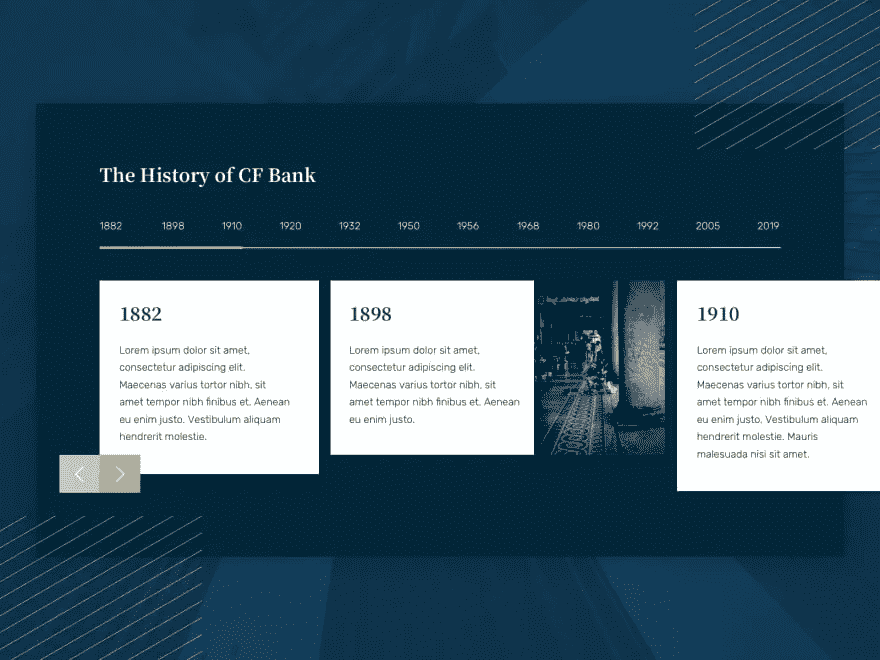 The History of CF Bank
1882 1898 1910 1920 1932 1950 1956 1968 1980 1992 2005 2019
1882
Lorem ipsum dolor sit amet,
consectetur adipiscing elit.
Maecenas varius tortor nibh, sit
amet tempor nibh finibus et. Aenean
eu enim justo. Vestibulum aliquam
hendrerit molestie.
1898
Lorem ipsum dolor sit amet,
consectetur adipiscing elit.
Maecenas varius tortor nibh, sit
amet tempor nibh finibus et. Aenean
eu enim justo.
1910
Lorem ipsum dolor sit amet,
consectetur adipiscing elit.
Maecenas varius tortor nibh, sit
amet tempor nibh finibus et. Aenean
eu enim justo. Vestibulum aliquam
hendrerit molestie. Mauris
malesuada nisi sit amet.